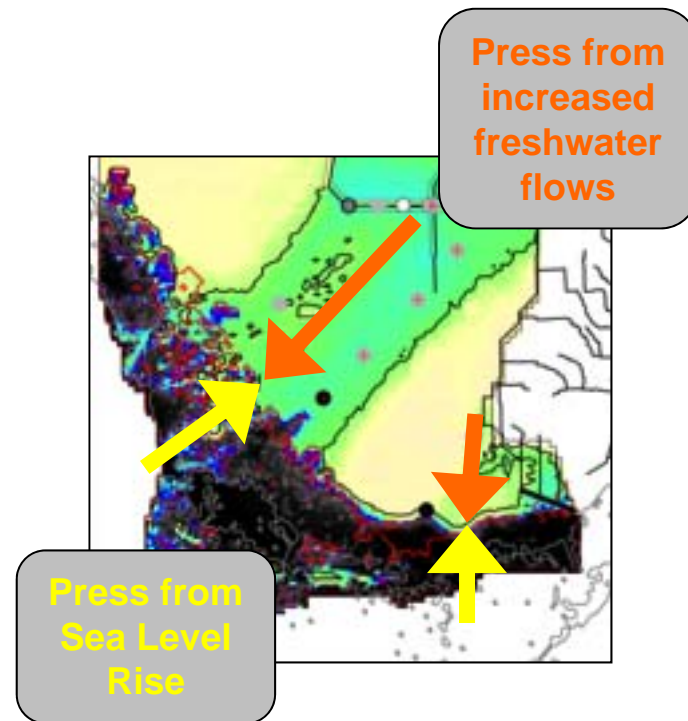 Press from
increased
freshwater
flows
Press from
Sea Level
Rise